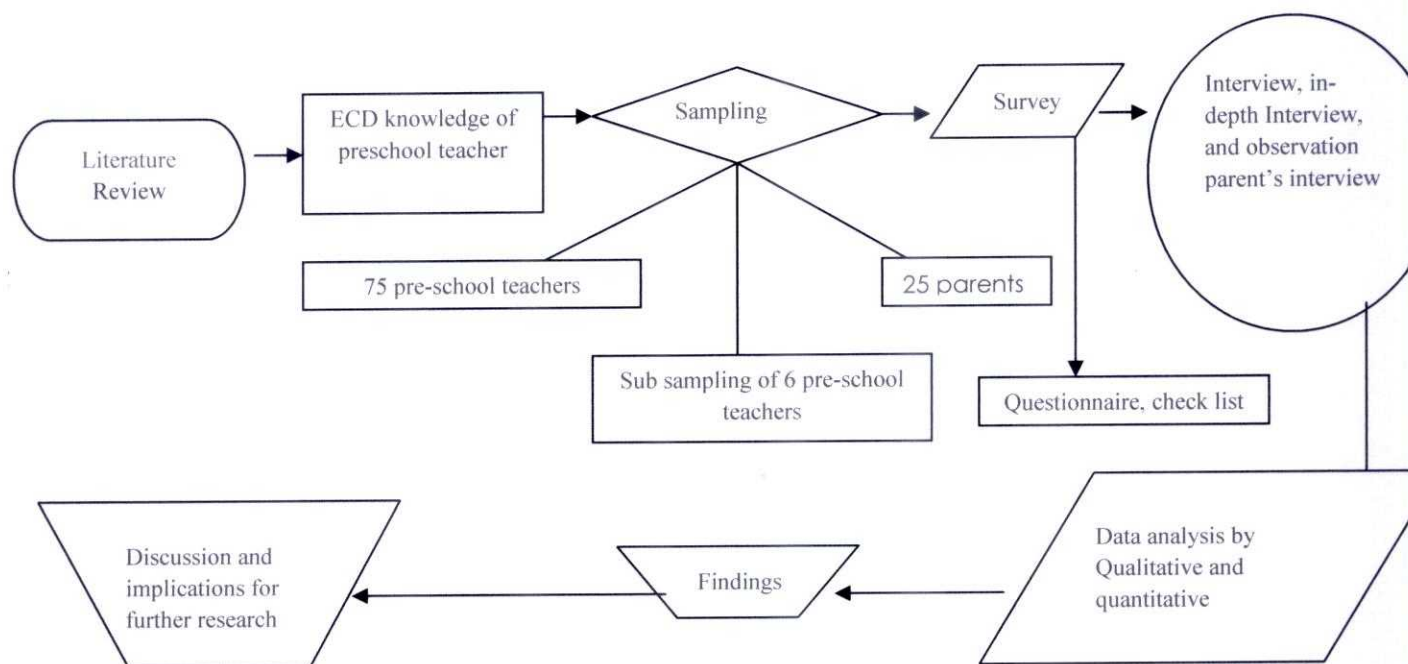 Literature
Review
ECD knowledge of
preschool teacher
Sampling
75 pre-school teachers
Sub sampling of 6 pre-school
teachers
25 parents
Survey
Questionnaire, check list
Interview, in-
depth Interview,
and observation
parent's interview
Data analysis by
Qualitative and
quantitative
Findings
Discussion and
implications for
further research